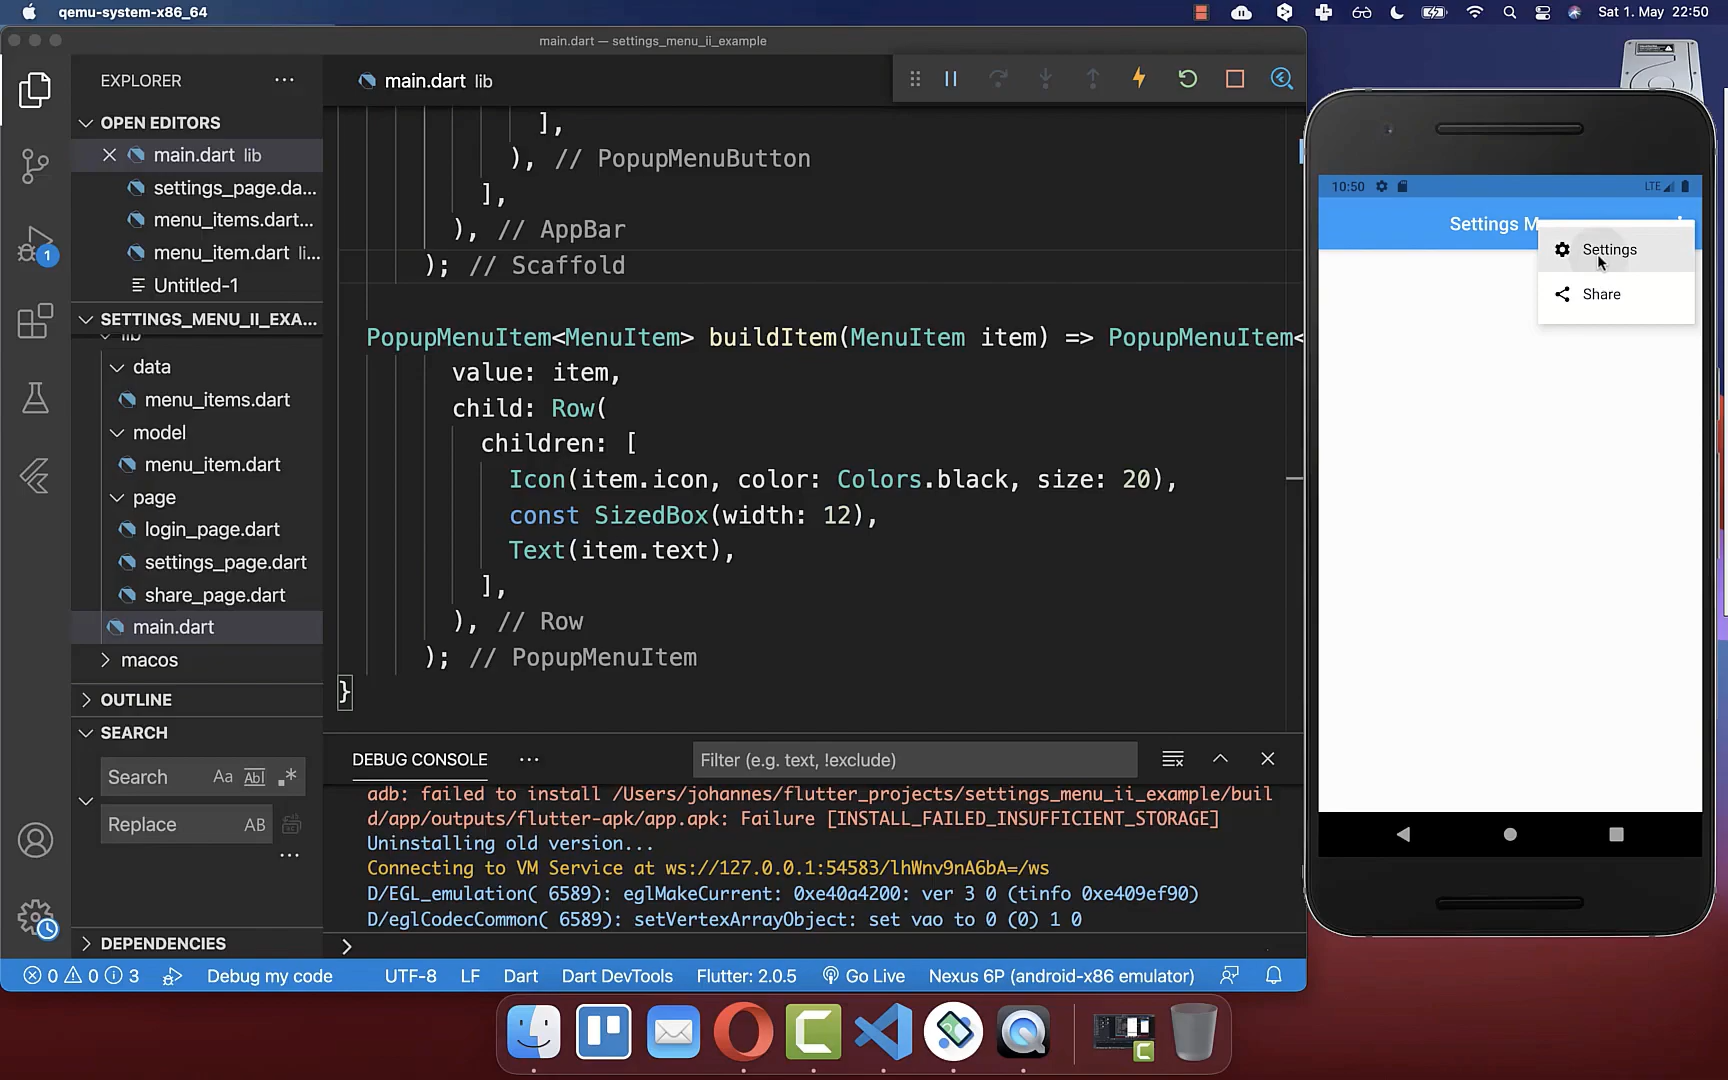 qemu-system-x86_64
Sat 1. May 22:50
main.dart — settings_menu_ii_example
EXPLORER
OPEN EDITORS
main.dart lib
settings_page.da...
menu_items.dart...
menu_item.dart li...
Untitled-1
SETTINGS_MENU_II_EXA...
lib
data
menu_items.dart
model
menu_item.dart
page
login_page.dart
settings_page.dart
share_page.dart
main.dart
macos
OUTLINE
SEARCH
Search Aa Abl .*
Replace AB
...
DEPENDENCIES
1
main.dart lib
],
), // PopupMenuButton
],
), // AppBar
); // Scaffold
PopupMenuItem<MenuItem> buildItem(MenuItem item) => PopupMenuItem<
value: item,
child: Row(
children: [
Icon(item.icon, color: Colors.black, size: 20),
const SizedBox(width: 12),
Text(item.text),
],
), // Row
); // PopupMenuItem
}
DEBUG CONSOLE ... Filter (e.g. text, !exclude)
adb: failed to install /Users/johannes/flutter_projects/settings_menu_ii_example/buil
d/app/outputs/flutter-apk/app.apk: Failure [INSTALL_FAILED_INSUFFICIENT_STORAGE]
Uninstalling old version...
Connecting to VM Service at ws://127.0.0.1:54583/lhWnv9nA6bA=/ws
D/EGL_emulation( 6589): eglMakeCurrent: 0xe40a4200: ver 3 0 (tinfo 0xe409ef90)
D/eglCodecCommon( 6589): setVertexArrayObject: set vao to 0 (0) 1 0
>
0 0 3 Debug my code UTF-8 LF Dart Dart DevTools Flutter: 2.0.5 Go Live Nexus 6P (android-x86 emulator)
10:50 LTE
Settings M
Settings
Share